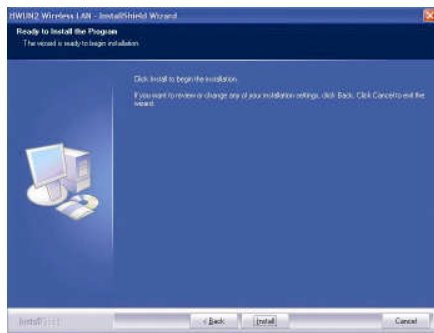 HWUN2 Wireless LAN - InstallShield Wizard
Ready to Install the Program
The wizard is ready to begin installation.
Click Install to begin the installation.
If you want to review or change any of your installation settings, click Back. Click Cancel to exit the
wizard.
InstallShield
< Back
Install
Cancel